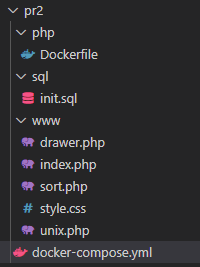 pr2
php
Dockerfile
sql
init.sql
www
drawer.php
index.php
sort.php
style.css
unix.php
docker-compose.yml